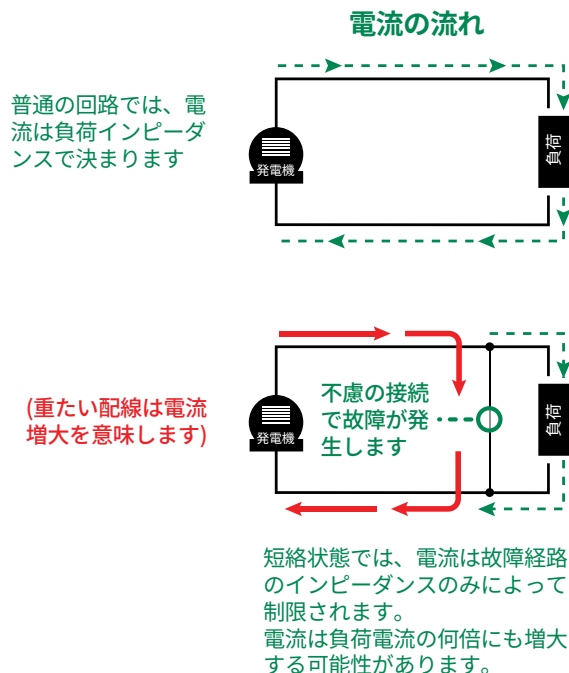 電流の流れ
普通の回路では、電
流は負荷インピーダ
ンスで決まります
発電機
負荷
(重たい配線は電流
増大を意味します)
発電機
不慮の接続
で故障が発
生します
負荷
短絡状態では、電流は故障経路
のインピーダンスのみによって
制限されます。
電流は負荷電流の何倍にも増大
する可能性があります。